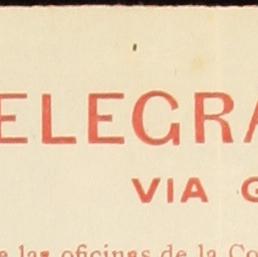 ELEGRA
VIA G
las oficinas de la Co